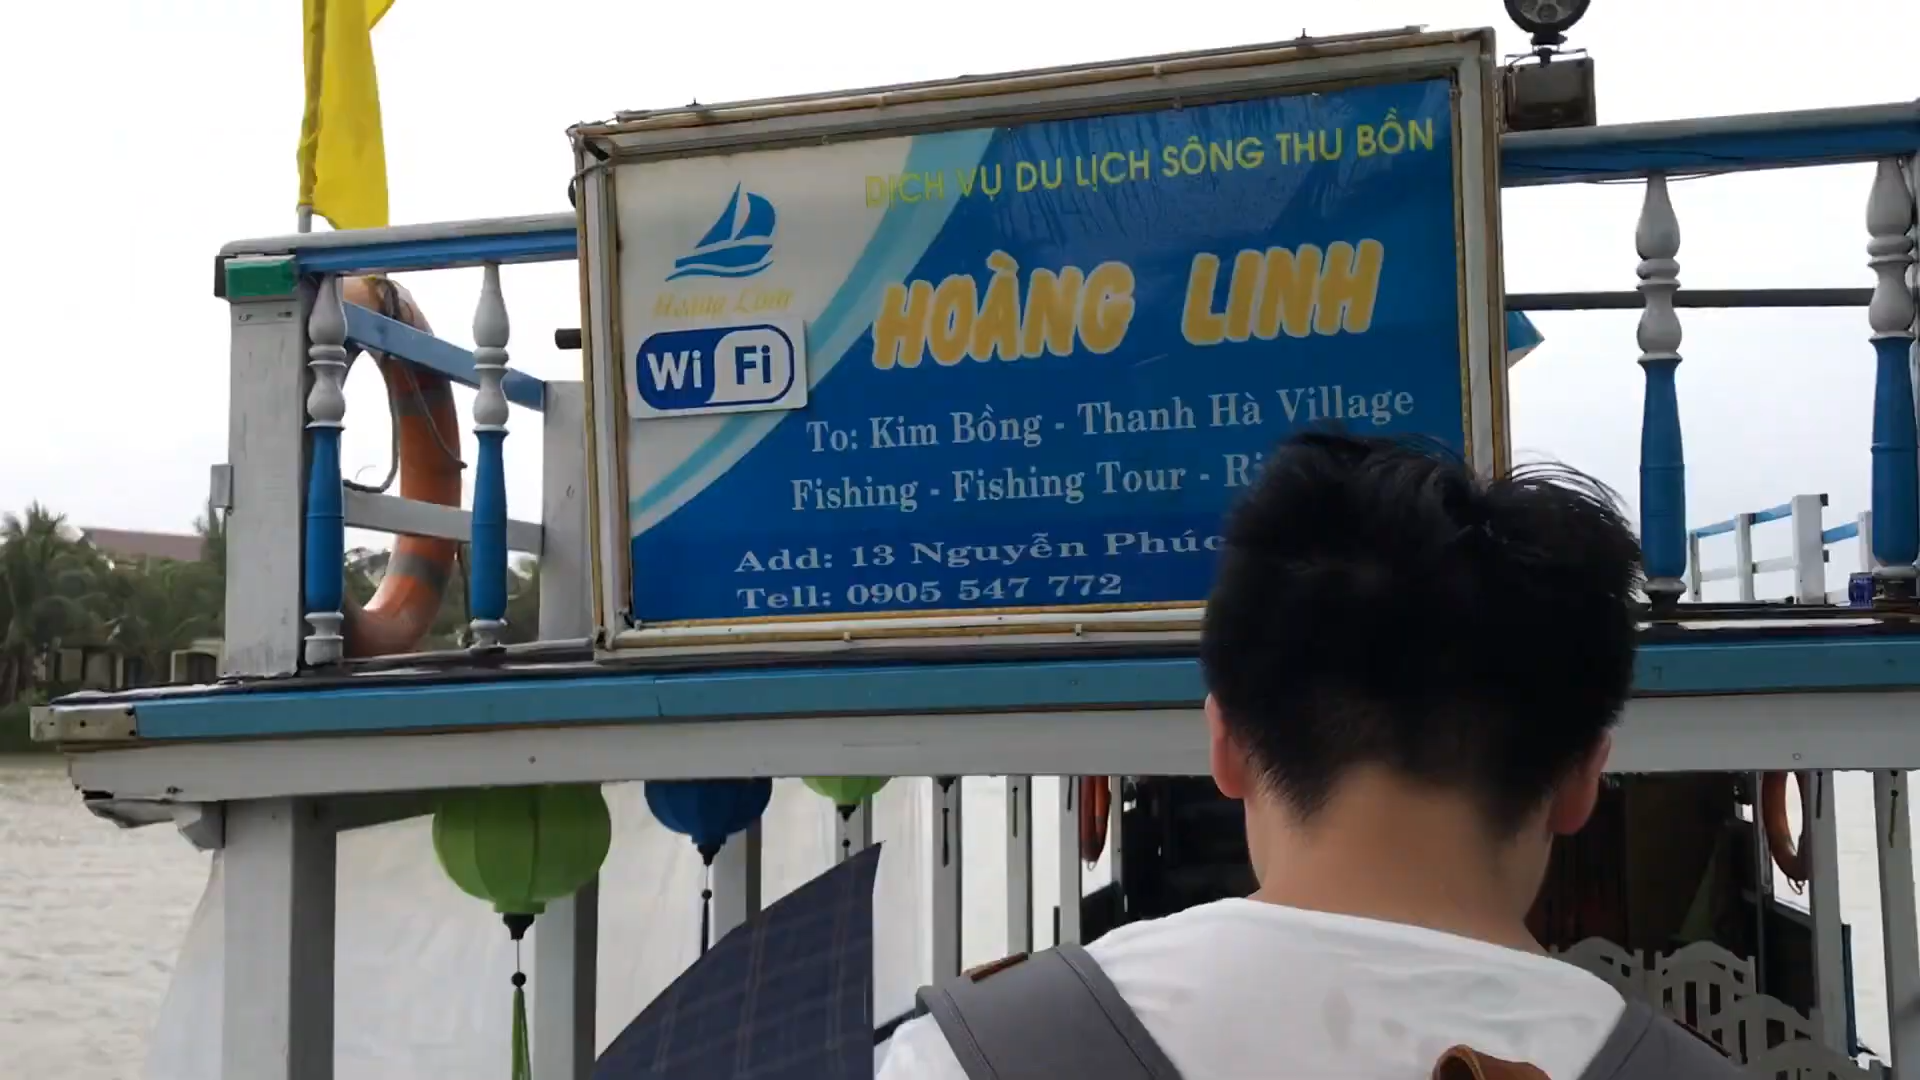 DỊCH VỤ DU LỊCH SÔNG THU BỒN
Hoàng Linh
Wi Fi
HOÀNG LINH
To: Kim Bồng - Thanh Hà Village
Fishing - Fishing Tour -
Add: 13 Nguyễn Phúc
Tell: 0905 547 772